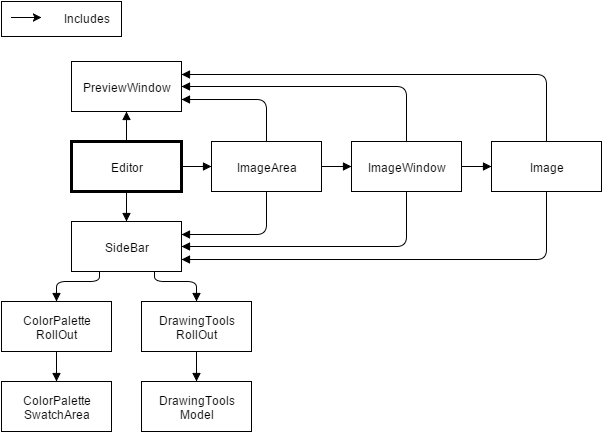 Includes
PreviewWindow
Editor
ImageArea
ImageWindow
Image
SideBar
ColorPalette
RollOut
DrawingTools
RollOut
ColorPalette
SwatchArea
DrawingTools
Model